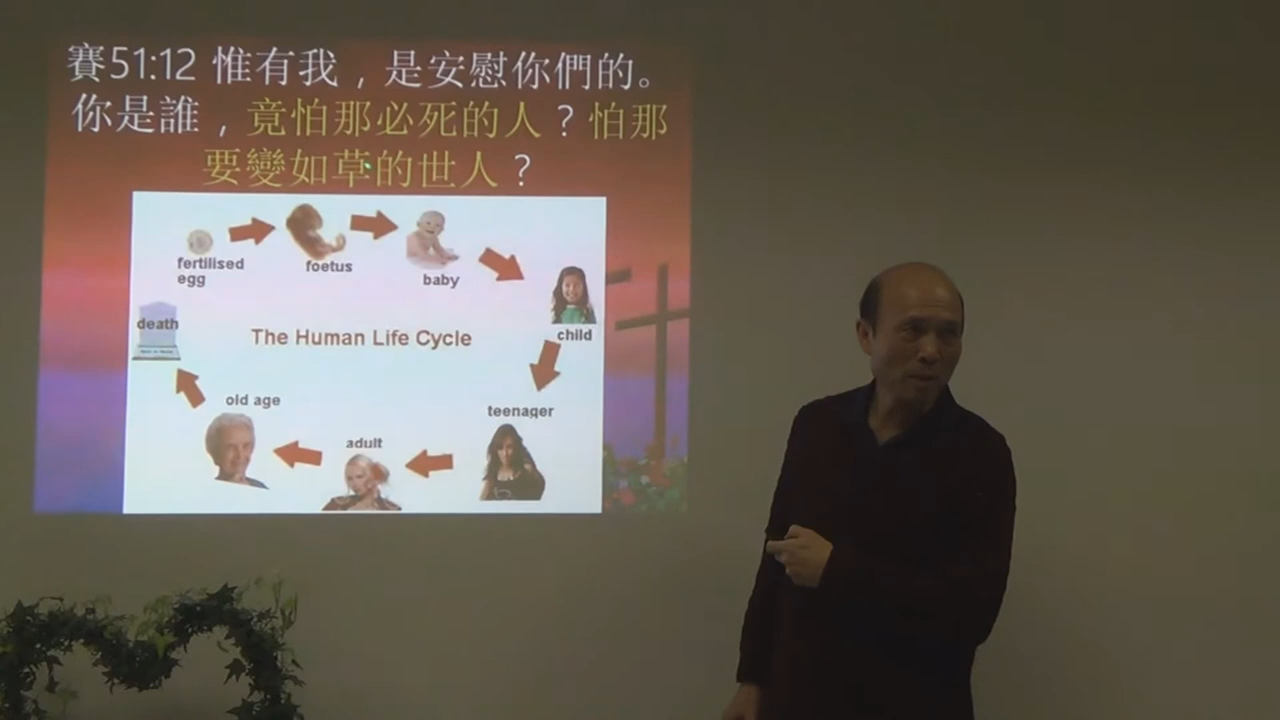 賽51:12 惟有我，是安慰你們的。
你是誰，竟怕那必死的人？怕那
要變如草的世人？
fertilised
egg
foetus
baby
child
death
The Human Life Cycle
teenager
old age
adult